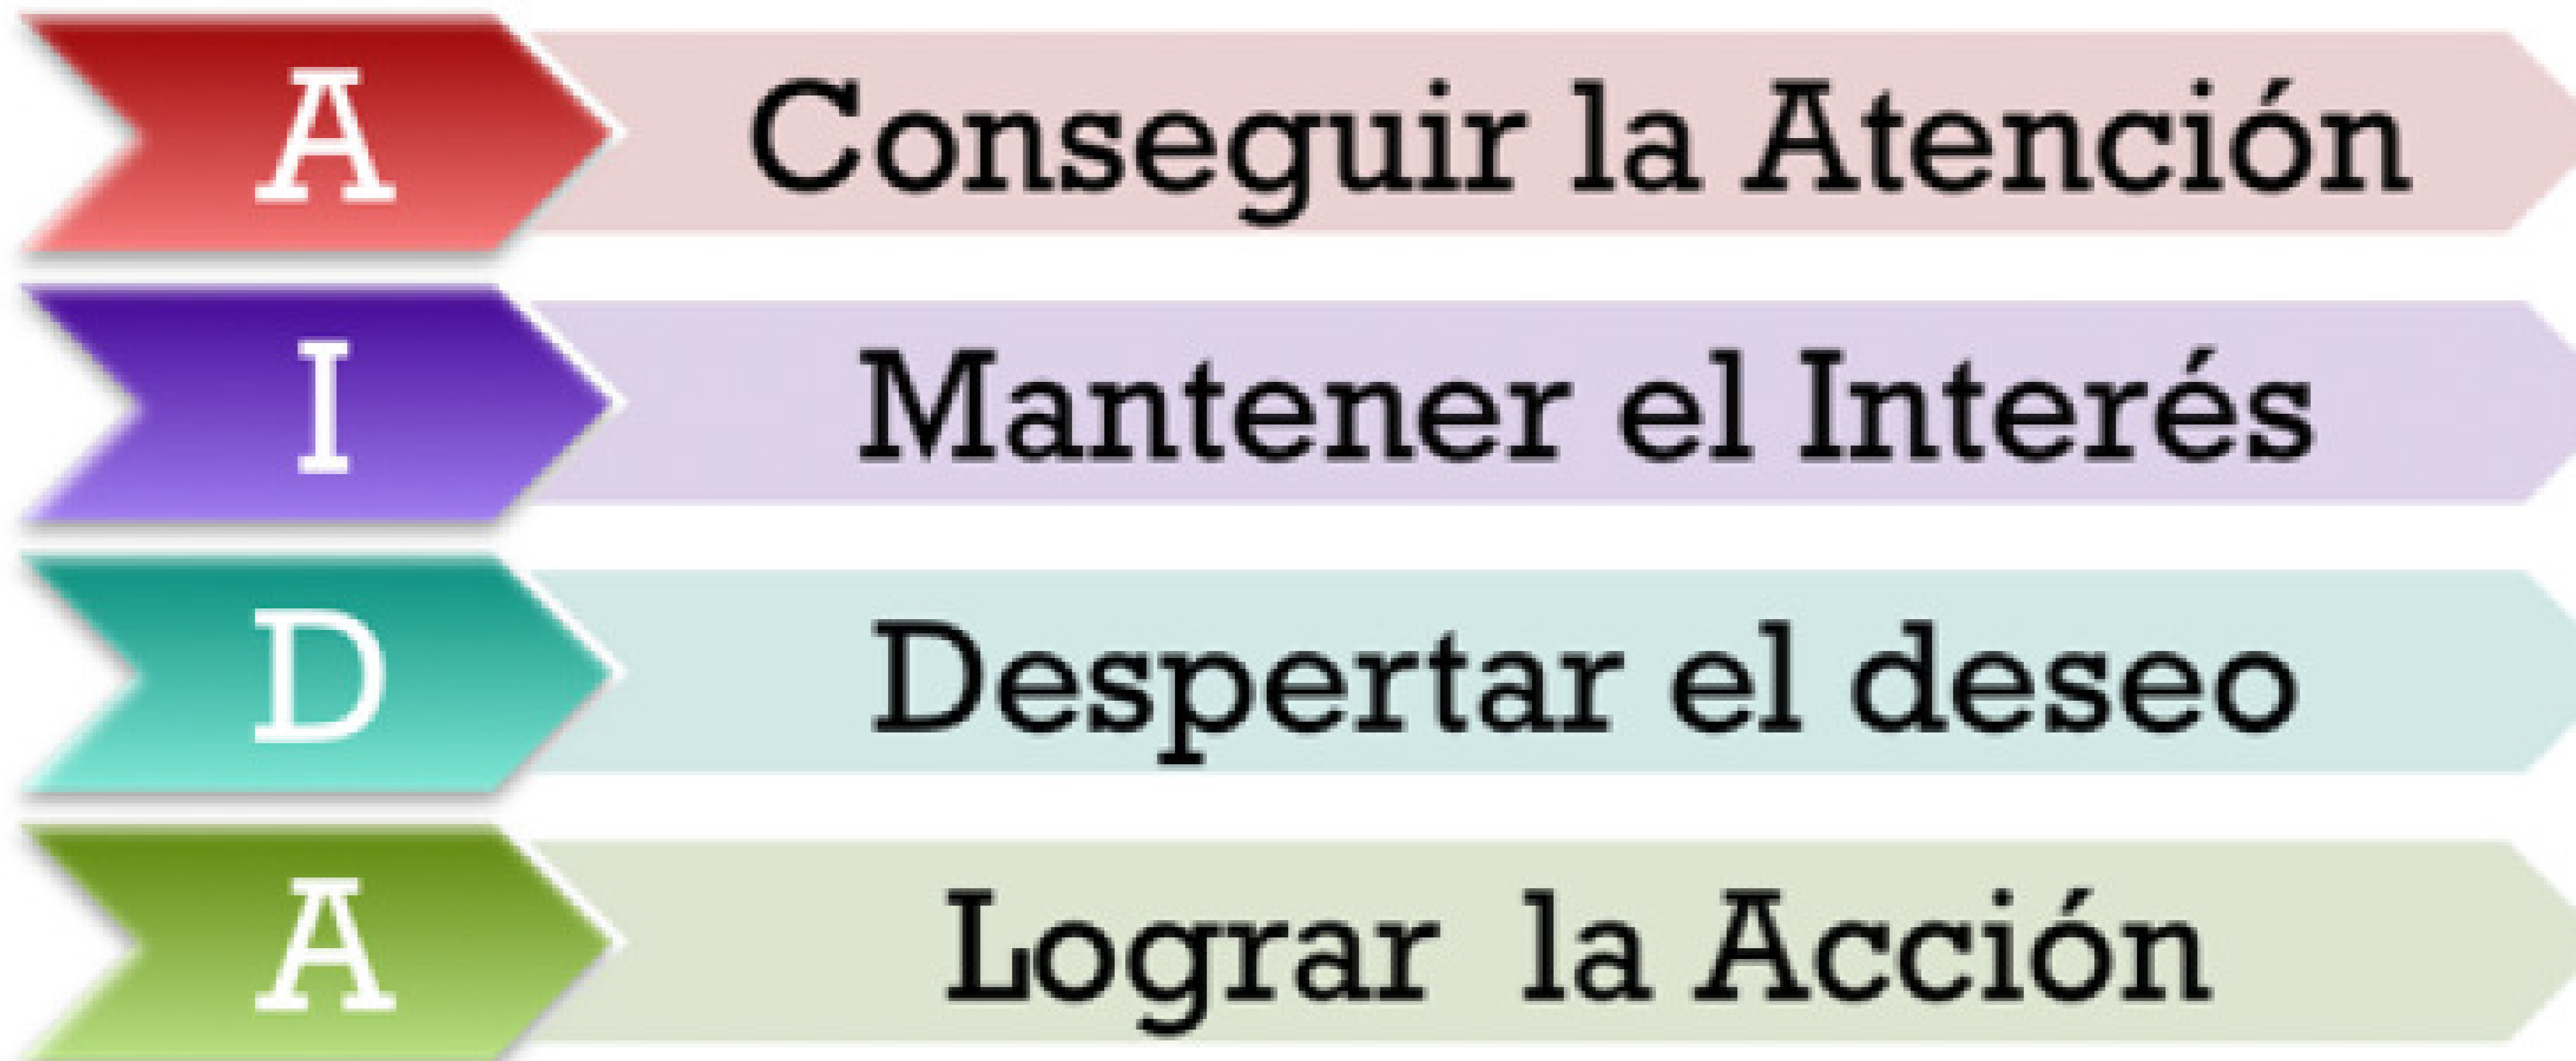 A Conseguir la Atención
I Mantener el Interés
D Despertar el deseo
A Lograr la Acción